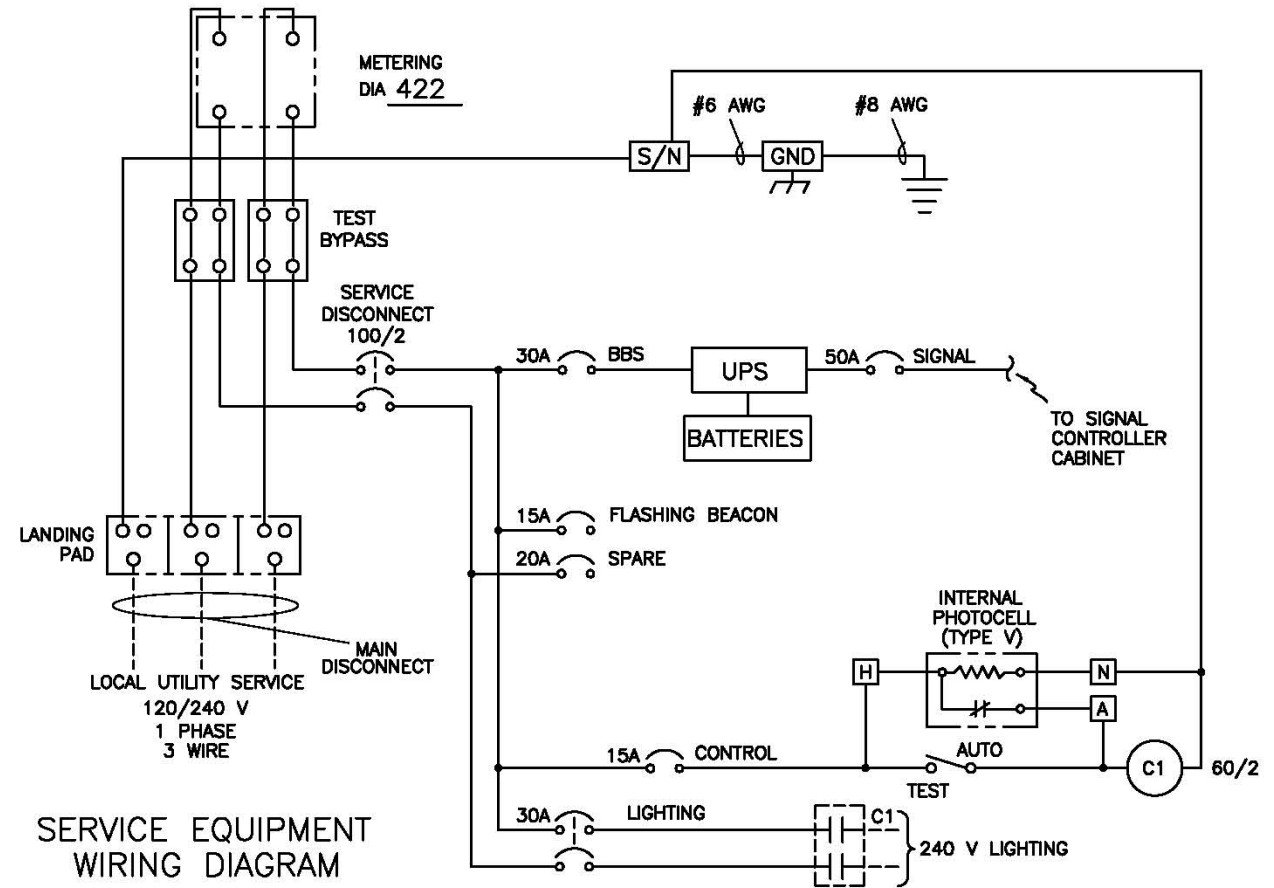 METERING
DIA 422
#6 AWG
#8 AWG
S/N
GND
TEST
BYPASS
SERVICE
DISCONNECT
100/2
30A
BBS
UPS
50A
SIGNAL
BATTERIES
TO SIGNAL
CONTROLLER
CABINET
LANDING
PAD
15A
FLASHING BEACON
20A
SPARE
MAIN
DISCONNECT
LOCAL UTILITY SERVICE
120/240 V
1 PHASE
3 WIRE
INTERNAL
PHOTOCELL
(TYPE V)
H
N
A
15A
CONTROL
AUTO
TEST
C1
60/2
30A
LIGHTING
C1
240 V LIGHTING
SERVICE EQUIPMENT
WIRING DIAGRAM